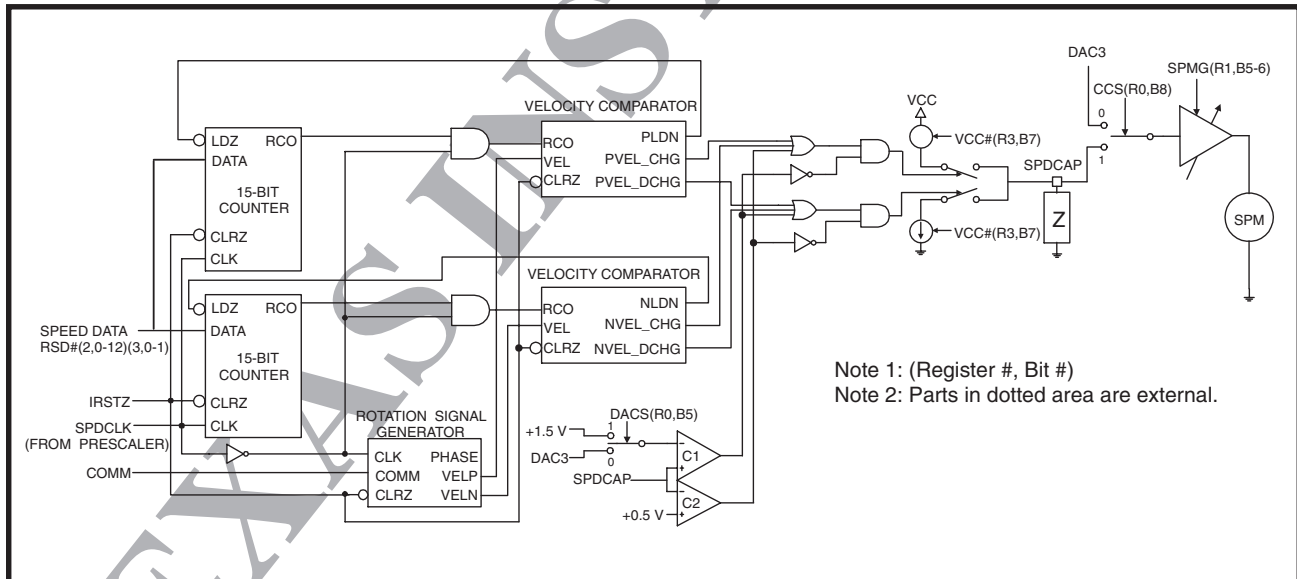 DAC3
SPMG(R1,B5-6)
CCS(R0,B8)
0
1
VELOCITY COMPARATOR
VCC
LDZ RCO
DATA
15-BIT
COUNTER
CLRZ
CLK
RCO PLDN
VEL PVEL_CHG
CLRZ PVEL_DCHG
VCC#(R3,B7)
SPDCAP
Z
SPM
VCC#(R3,B7)
VELOCITY COMPARATOR
LDZ RCO
DATA
15-BIT
COUNTER
CLRZ
CLK
RCO NLDN
VEL NVEL_CHG
CLRZ NVEL_DCHG
SPEED DATA
RSD#(2,0-12)(3,0-1)
IRSTZ
SPDCLK
(FROM PRESCALER)
COMM
ROTATION SIGNAL
GENERATOR
CLK PHASE
COMM VELP
CLRZ VELN
DACS(R0,B5)
+1.5 V
1
DAC3
0
SPDCAP
+0.5 V
− C1 +
− C2 +
Note 1: (Register #, Bit #)
Note 2: Parts in dotted area are external.
TEXAS INS